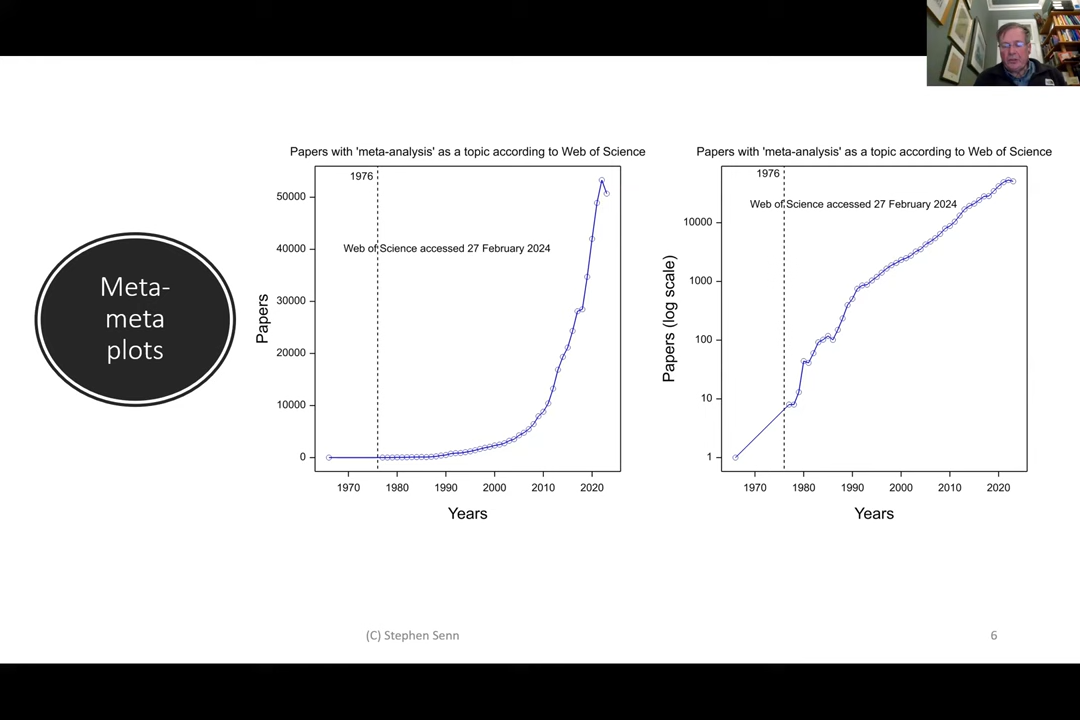 Meta-
meta
plots
Papers with 'meta-analysis' as a topic according to Web of Science
1976
Web of Science accessed 27 February 2024
Papers
50000
40000
30000
20000
10000
0
1970
1980
1990
2000
2010
2020
Years
Papers with 'meta-analysis' as a topic according to Web of Science
1976
Web of Science accessed 27 February 2024
Papers (log scale)
10000
1000
100
10
1
1970
1980
1990
2000
2010
2020
Years
(C) Stephen Senn
6